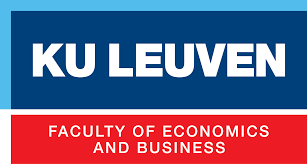 KU LEUVEN
FACULTY OF ECONOMICS
AND BUSINESS